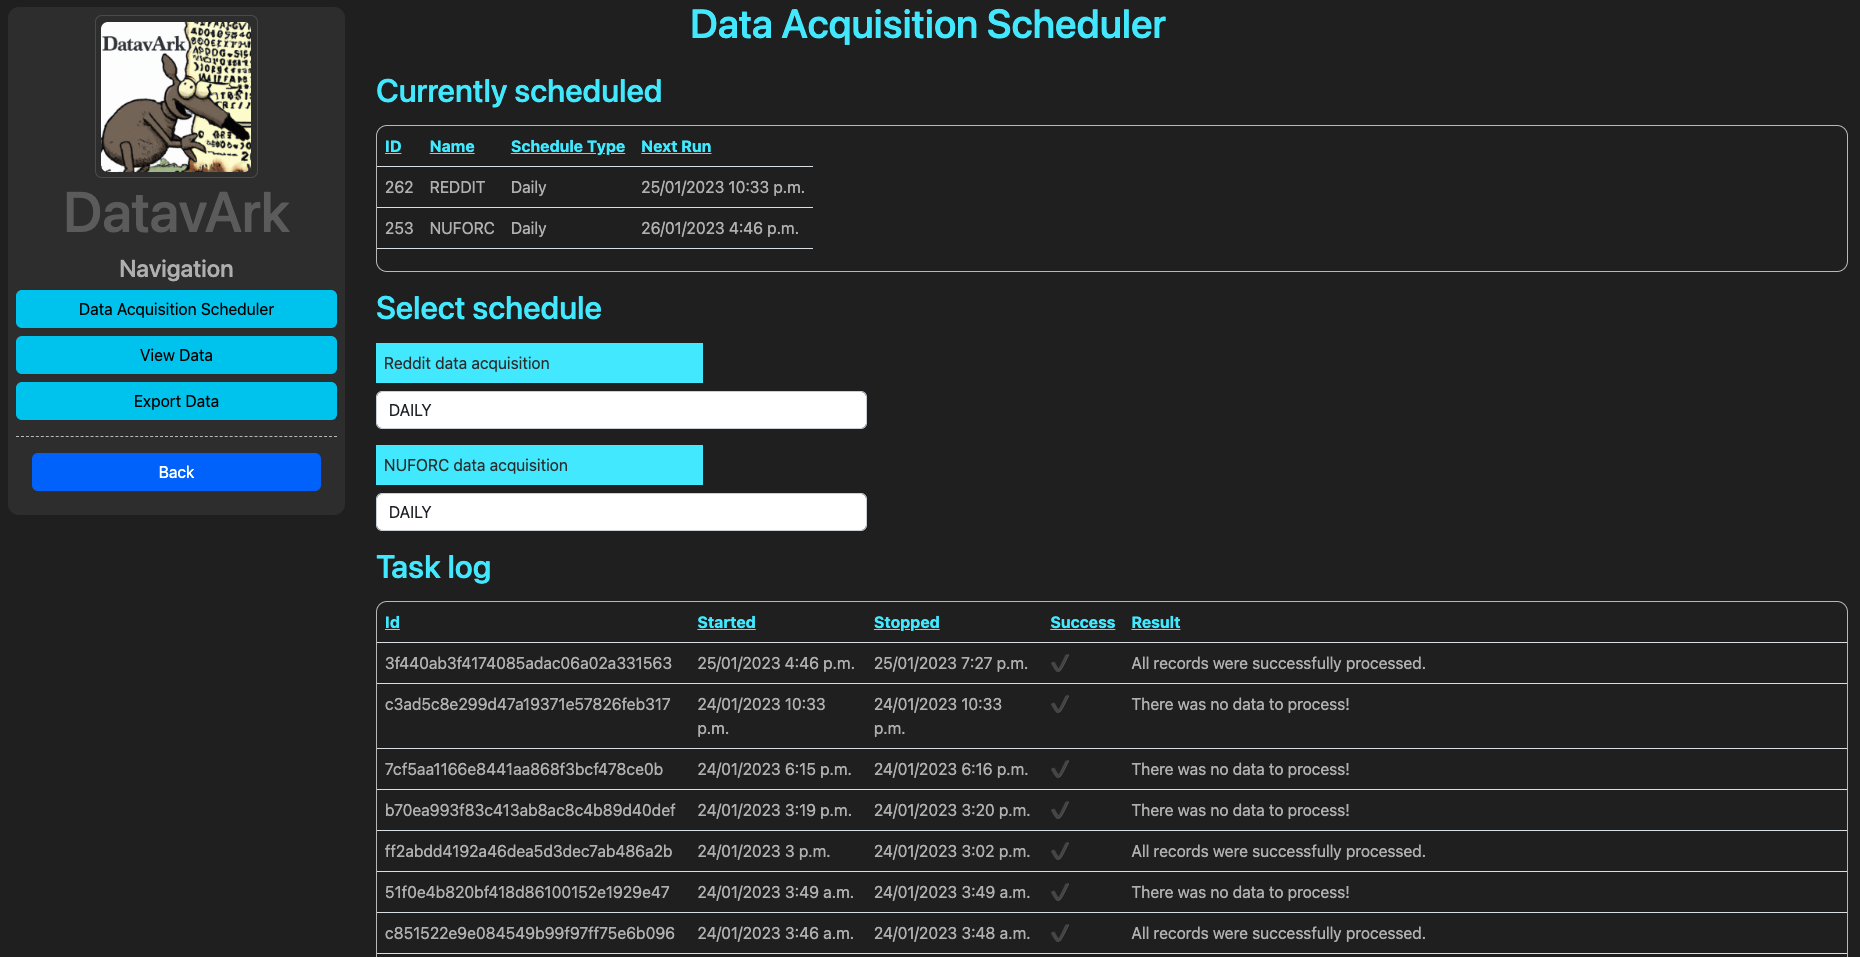 DatavArk
DatavArk
Navigation
Data Acquisition Scheduler
View Data
Export Data
Back
Data Acquisition Scheduler
Currently scheduled
ID Name Schedule Type Next Run
262 REDDIT Daily 25/01/2023 10:33 p.m.
253 NUFORC Daily 26/01/2023 4:46 p.m.
Select schedule
Reddit data acquisition
DAILY
NUFORC data acquisition
DAILY
Task log
Id Started Stopped Success Result
3f440ab3f4174085adac06a02a331563 25/01/2023 4:46 p.m. 25/01/2023 7:27 p.m. ✔ All records were successfully processed.
c3ad5c8e299d47a19371e57826feb317 24/01/2023 10:33 p.m. 24/01/2023 10:33 p.m. ✔ There was no data to process!
7cf5aa1166e8441aa868f3bcf478ce0b 24/01/2023 6:15 p.m. 24/01/2023 6:16 p.m. ✔ There was no data to process!
b70ea993f83c413ab8ac8c4b89d40def 24/01/2023 3:19 p.m. 24/01/2023 3:20 p.m. ✔ There was no data to process!
ff2abdd4192a46dea5d3dec7ab486a2b 24/01/2023 3 p.m. 24/01/2023 3:02 p.m. ✔ All records were successfully processed.
51f0e4b820bf418d86100152e1929e47 24/01/2023 3:49 a.m. 24/01/2023 3:49 a.m. ✔ There was no data to process!
c851522e9e084549b99f97ff75e6b096 24/01/2023 3:46 a.m. 24/01/2023 3:48 a.m. ✔ All records were successfully processed.